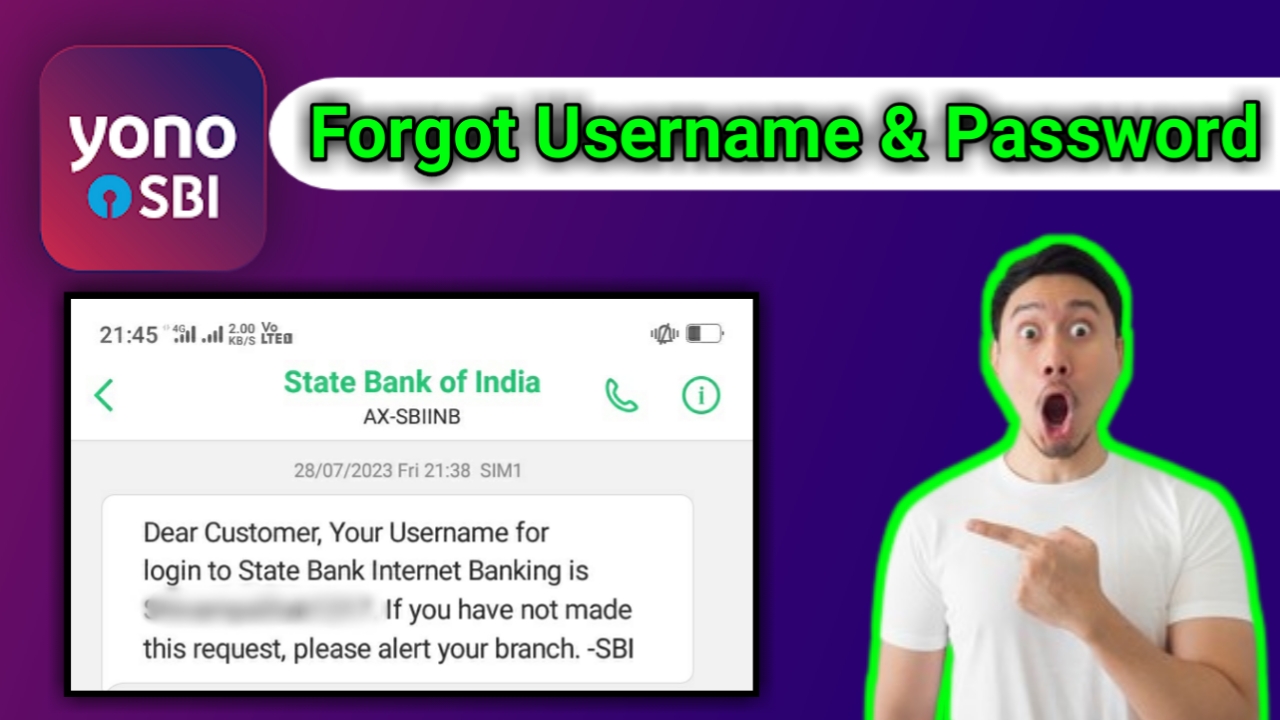 yono
SBI
Forgot Username & Password
21:45 4G 2.00 KB/S Vo LTE
State Bank of India
AX-SBIINB
28/07/2023 Fri 21:38 SIM1
Dear Customer, Your Username for
login to State Bank Internet Banking is
If you have not made
this request, please alert your branch. -SBI